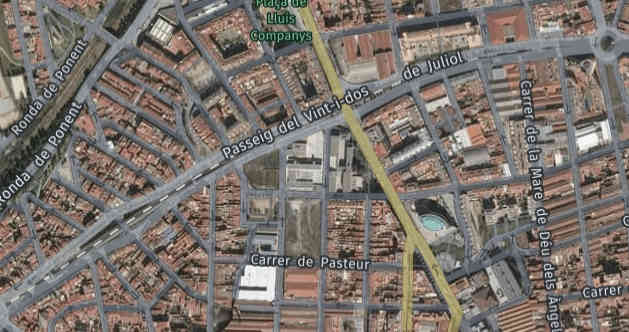 Plaça de
Lluís
Companys
Ronda de Ponent
Ronda de Ponent
Passeig del Vint-i-dos
de Juliol
Carrer de la Mare de Déu dels Àngel
Carrer de Pasteur
Carrer